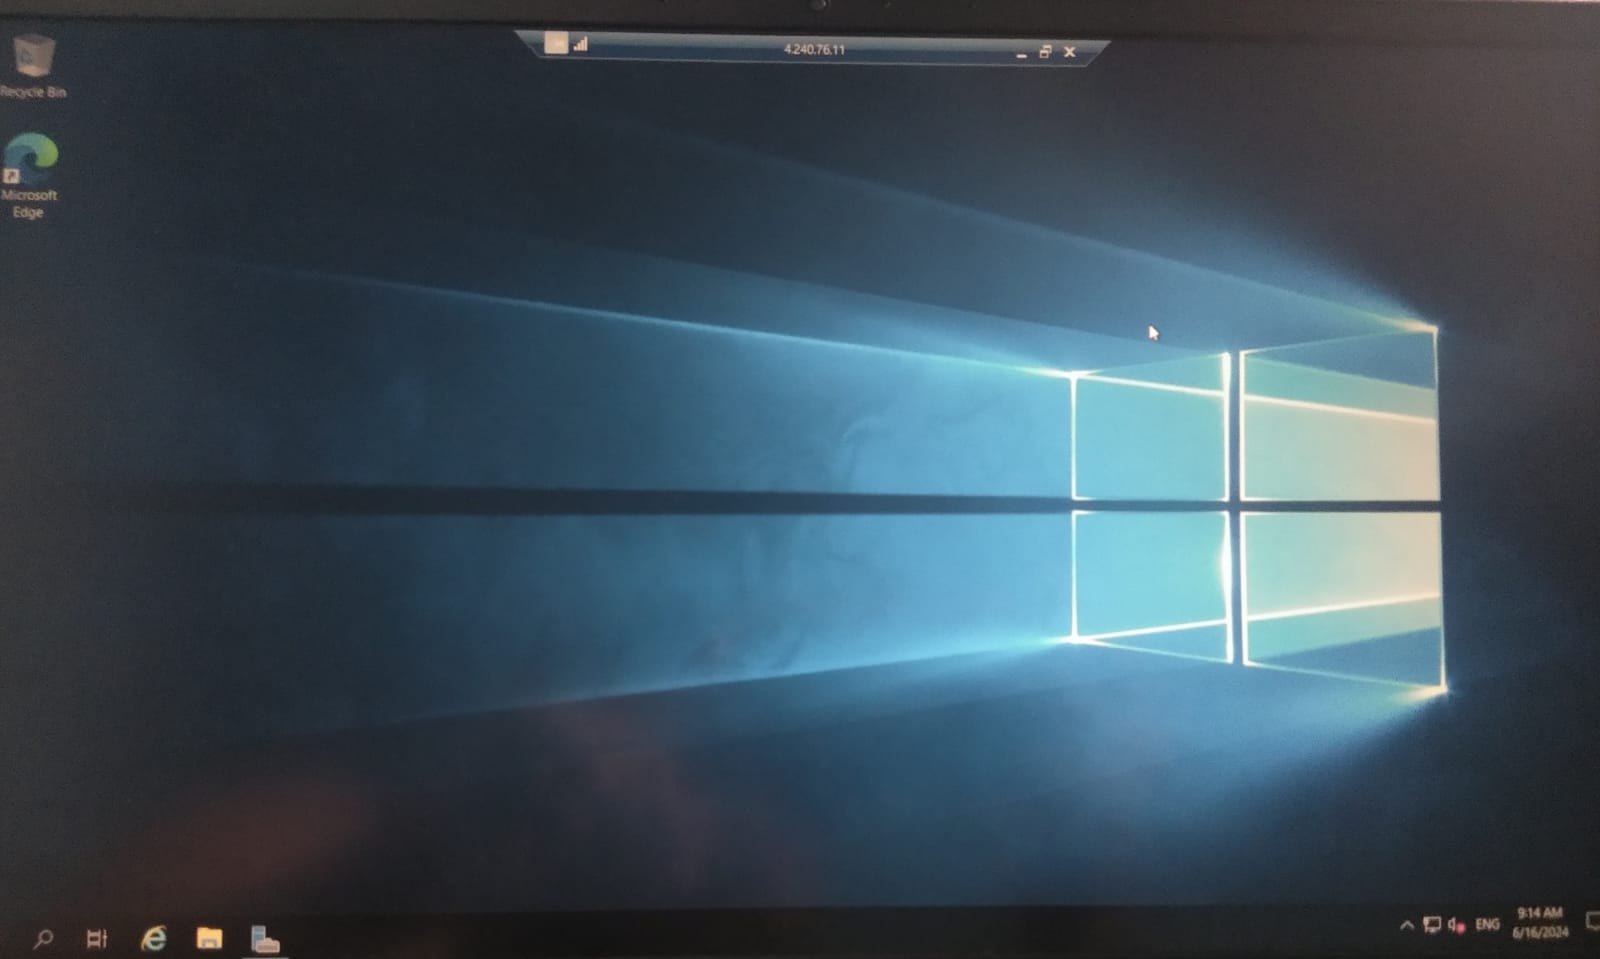 4.240.76.11
Recycle Bin
Microsoft
Edge
ENG
9:14 AM
6/16/2024